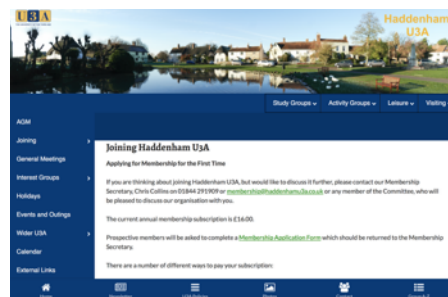 U3A
Haddenham
U3A
Study Groups
Activity Groups
Leisure
Visiting
AGM
Joining
General Meetings
Interest Groups
Holidays
Events and Outings
Wider U3A
Calendar
External Links
Joining Haddenham U3A
Applying for Membership for the First Time
If you are thinking about joining Haddenham U3A, but would like to discuss it further, please contact our Membership
Secretary, Chris Collins on 01844 291909 or membership@haddenhamu3a.co.uk or any member of the Committee, who will
be pleased to discuss our organisation with you.
The current annual membership subscription is £16.00.
Prospective members will be asked to complete a Membership Application Form which should be returned to the Membership
Secretary.
There are a number of different ways to pay your subscription:
Home
Newsletter
U3A Policies
Photos
Contact
Group A-Z